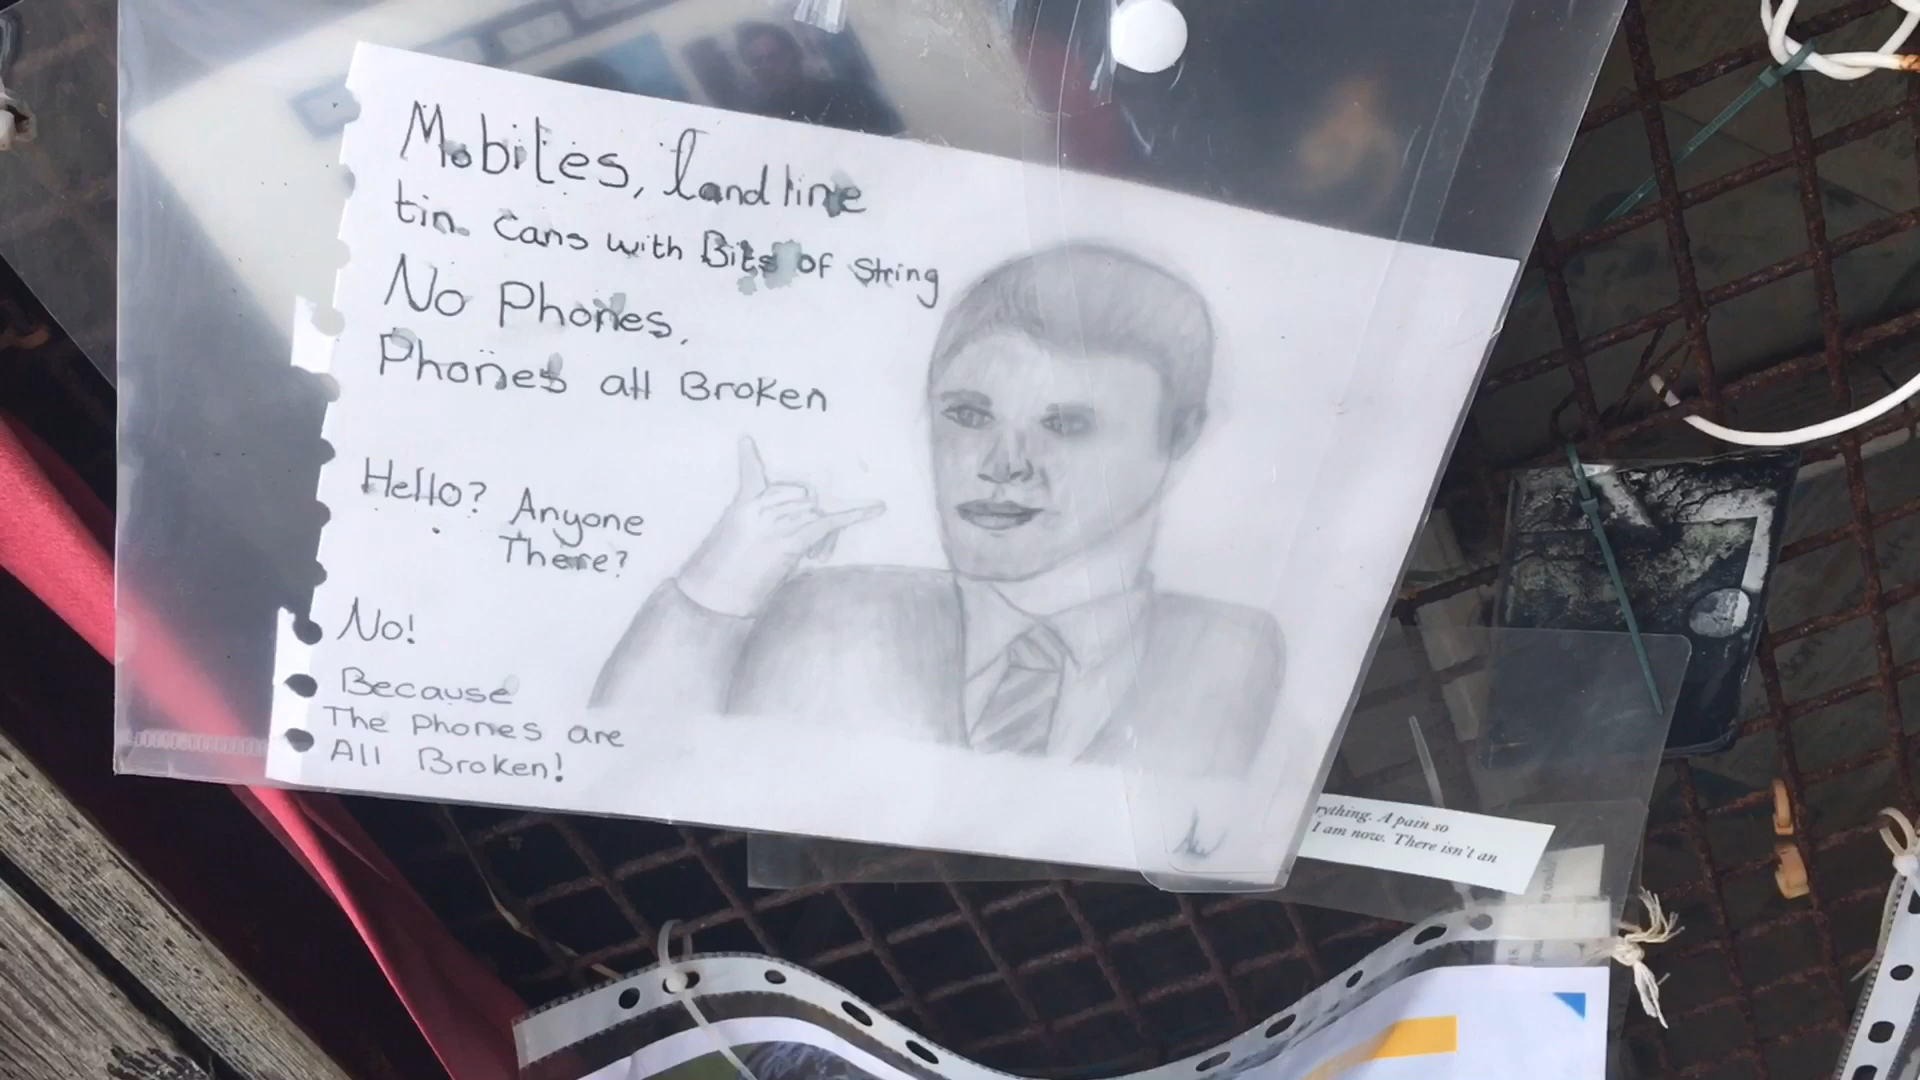 Mobiles, landline
tin cans with Bits of String
No Phones,
Phones all Broken
Hello? Anyone
There?
No!
Because
The Phones are
All Broken!
rything. A pain so
I am now. There isn't an